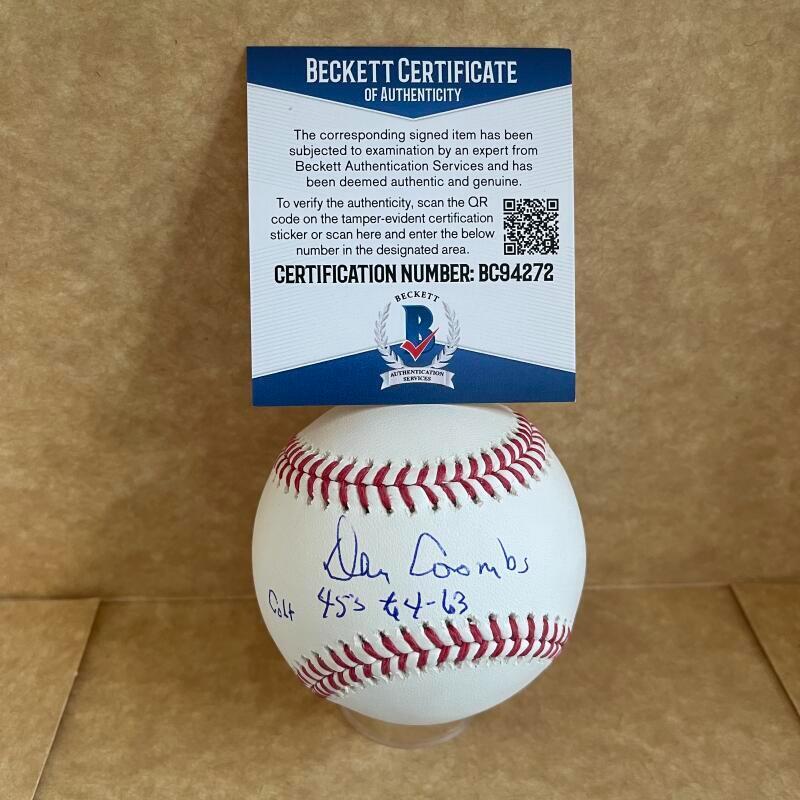 BECKETT CERTIFICATE
OF AUTHENTICITY
The corresponding signed item has been
subjected to examination by an expert from
Beckett Authentication Services and has
been deemed authentic and genuine.
To verify the authenticity, scan the QR
code on the tamper-evident certification
sticker or scan here and enter the below
number in the designated area.
CERTIFICATION NUMBER: BC94272
BECKETT
B
AUTHENTICATION
SERVICES
Dan Coombs
Colt 45's 64-63